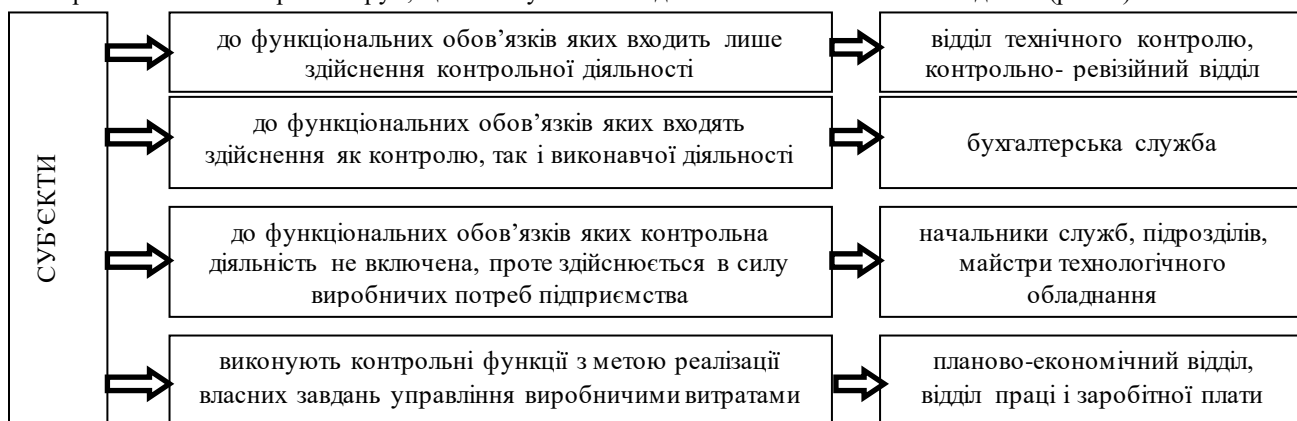 СУБ’ЄКТИ
до функціональних обов’язків яких входить лише
здійснення контрольної діяльності
відділ технічного контролю,
контрольно- ревізійний відділ
до функціональних обов’язків яких входять
здійснення як контролю, так і виконавчої діяльності
бухгалтерська служба
до функціональних обов’язків яких контрольна
діяльність не включена, проте здійснюється в силу
виробничих потреб підприємства
начальники служб, підрозділів,
майстри технологічного
обладнання
виконують контрольні функції з метою реалізації
власних завдань управління виробничими витратами
планово-економічний відділ,
відділ праці і заробітної плати